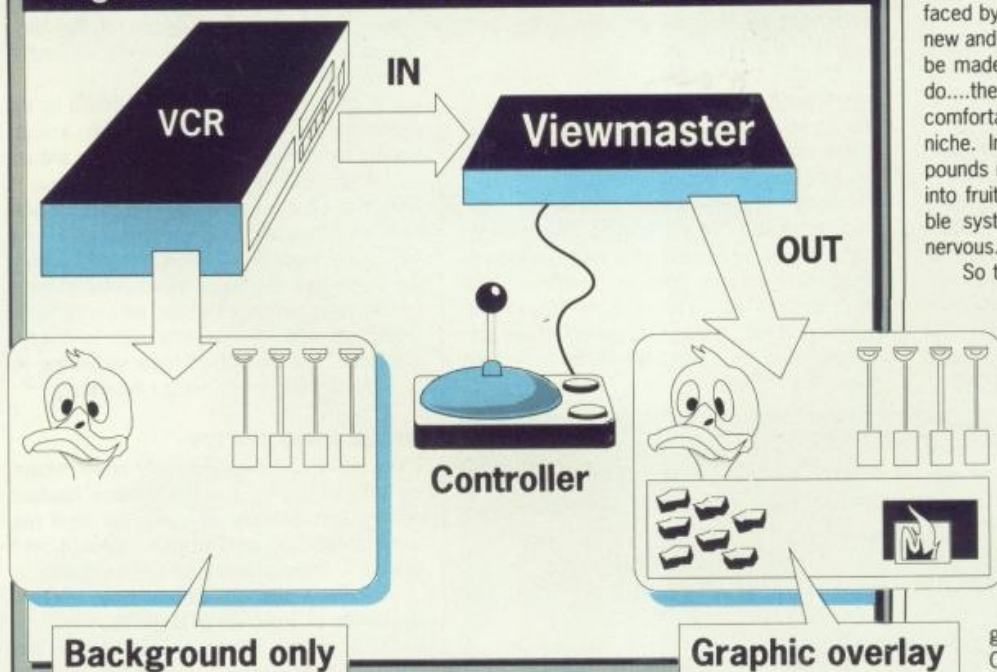 VCR
IN
Viewmaster
OUT
Controller
Background only
Graphic overlay
faced by
new and
be made
do....the
comforta
niche. In
pounds
into fruit
ble syst
nervous.
So t